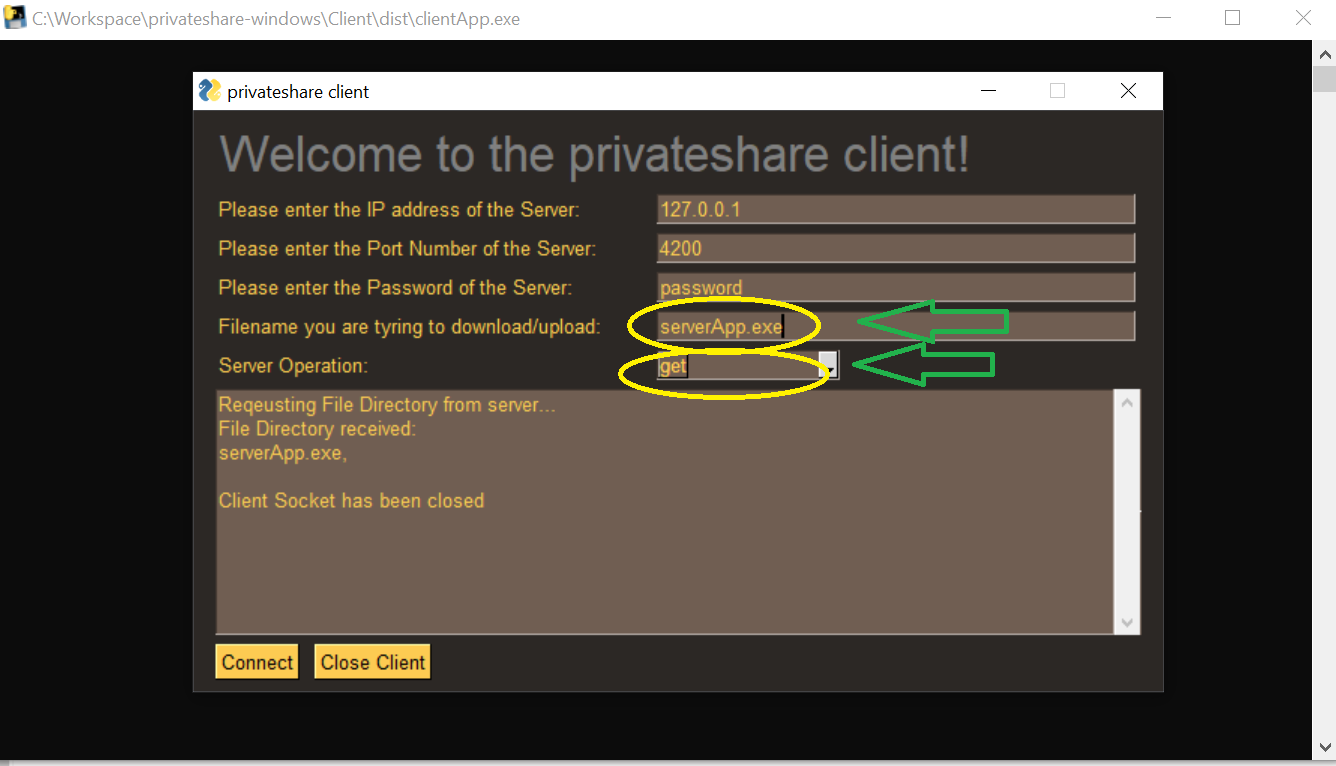 C:\Workspace\privateshare-windows\Client\dist\clientApp.exe
privateshare client
Welcome to the privateshare client!
Please enter the IP address of the Server: 127.0.0.1
Please enter the Port Number of the Server: 4200
Please enter the Password of the Server: password
Filename you are tyring to download/upload: serverApp.exe
Server Operation: get
Reqeusting File Directory from server...
File Directory received:
serverApp.exe,
Client Socket has been closed
Connect Close Client